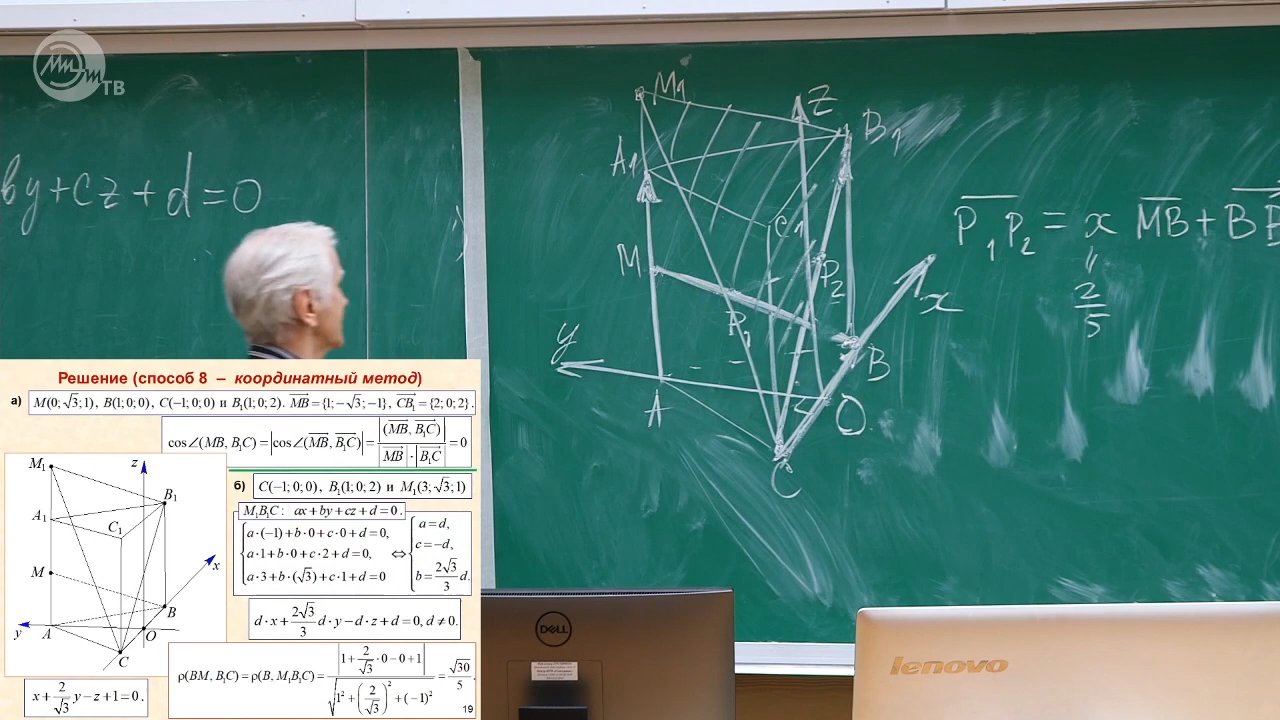 МИЭТ ТВ
by+cz+d=0
M₁
z
B₁
A₁
C₁
M
P₂
x
P₁
y
B
A
O
C
P₁P₂ = x MB + B
"
2/5
Решение (способ 8 – координатный метод)
а) M(0;√3;1), B(1;0;0), C(−1;0;0) и B₁(1;0;2). MB={1;−√3;−1}, CB₁={2;0;2}.
cos∠(MB, B₁C)=|cos∠(MB, B₁C)|=|(MB, B₁C)|/|MB|·|B₁C|=0
б) C(−1;0;0), B₁(1;0;2) и M₁(3;√3;1)
M₁B₁C: ax+by+cz+d=0.
a·(−1)+b·0+c·0+d=0,
a·1+b·0+c·2+d=0,
a·3+b·(√3)+c·1+d=0
⇔
a=d,
c=−d,
b=2√3/3 d.
d·x+2√3/3 d·y−d·z+d=0, d≠0.
M₁
z
B₁
A₁
C₁
x
M
B
y
A
O
C
x+2/√3 y−z+1=0.
ρ(BM, B₁C)=ρ(B, M₁B₁C)=|1+2/√3·0−0+1|/√(1²+(2/√3)²+(−1)²)=√30/5.
19
DELL
lenovo